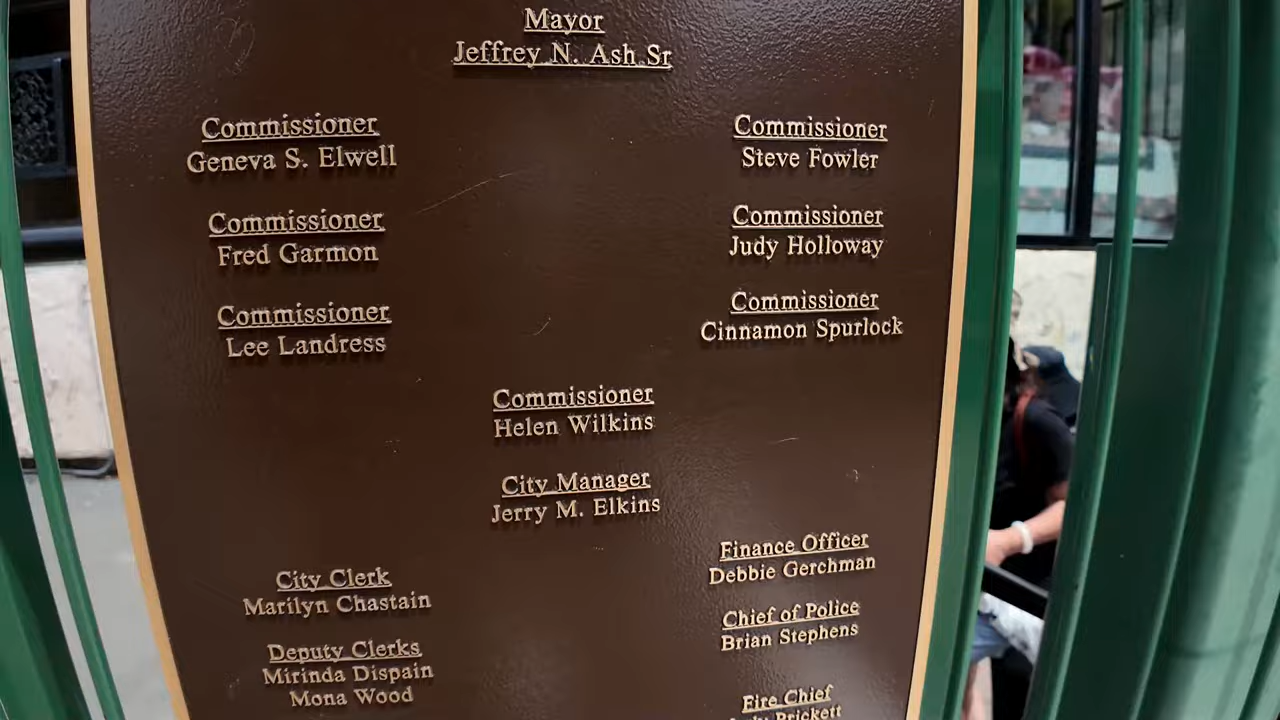 Mayor
Jeffrey N. Ash Sr
Commissioner
Geneva S. Elwell
Commissioner
Fred Garmon
Commissioner
Lee Landress
Commissioner
Steve Fowler
Commissioner
Judy Holloway
Commissioner
Cinnamon Spurlock
Commissioner
Helen Wilkins
City Manager
Jerry M. Elkins
City Clerk
Marilyn Chastain
Deputy Clerks
Mirinda Dispain
Mona Wood
Finance Officer
Debbie Gerchman
Chief of Police
Brian Stephens
Fire Chief
Prickett